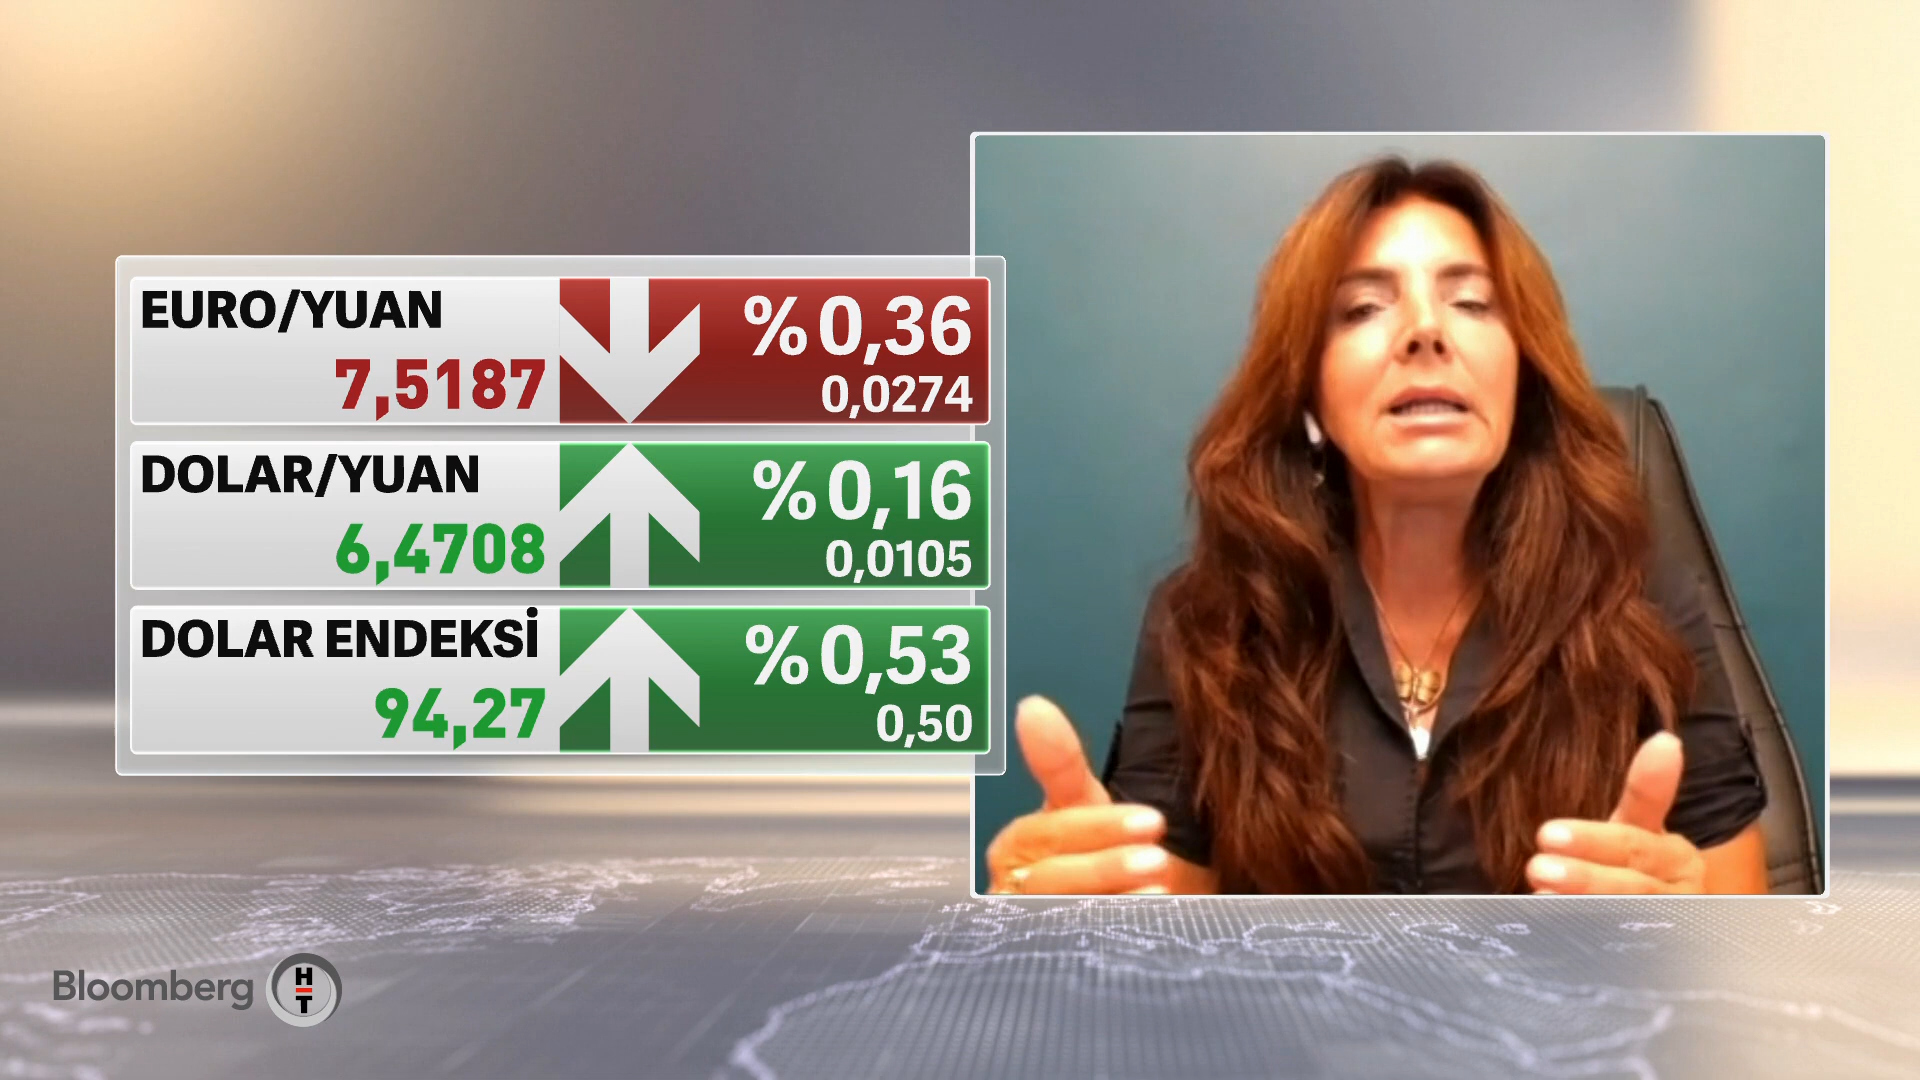 EURO/YUAN
7,5187
%0,36
0,0274
DOLAR/YUAN
6,4708
%0,16
0,0105
DOLAR ENDEKSİ
94,27
%0,53
0,50
Bloomberg HT